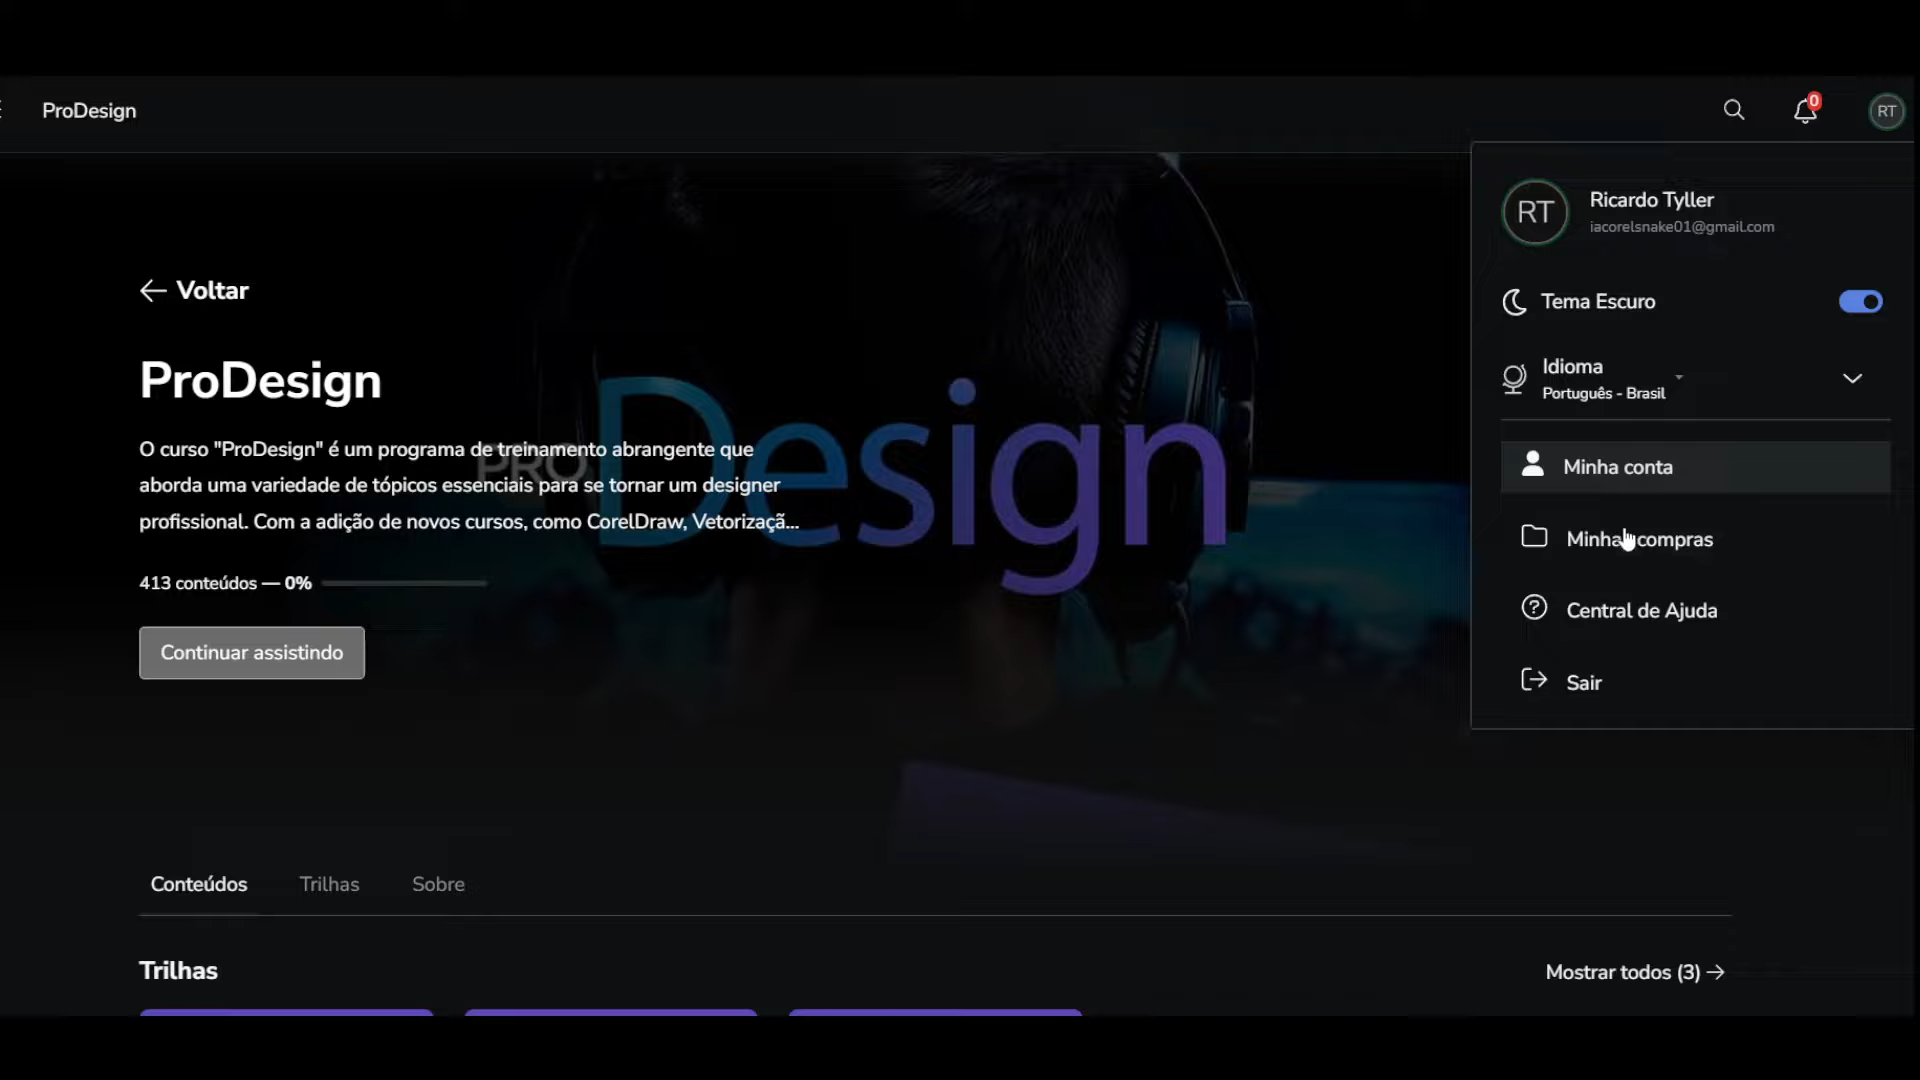 ProDesign
0
RT
RT
Ricardo Tyller
iacorelsnake01@gmail.com
Tema Escuro
Idioma
Português - Brasil
Minha conta
Minhas compras
Central de Ajuda
Sair
Voltar
ProDesign
O curso "ProDesign" é um programa de treinamento abrangente que
aborda uma variedade de tópicos essenciais para se tornar um designer
profissional. Com a adição de novos cursos, como CorelDraw, Vetorizaçã...
PRO Design
413 conteúdos — 0%
Continuar assistindo
Conteúdos Trilhas Sobre
Trilhas
Mostrar todos (3)